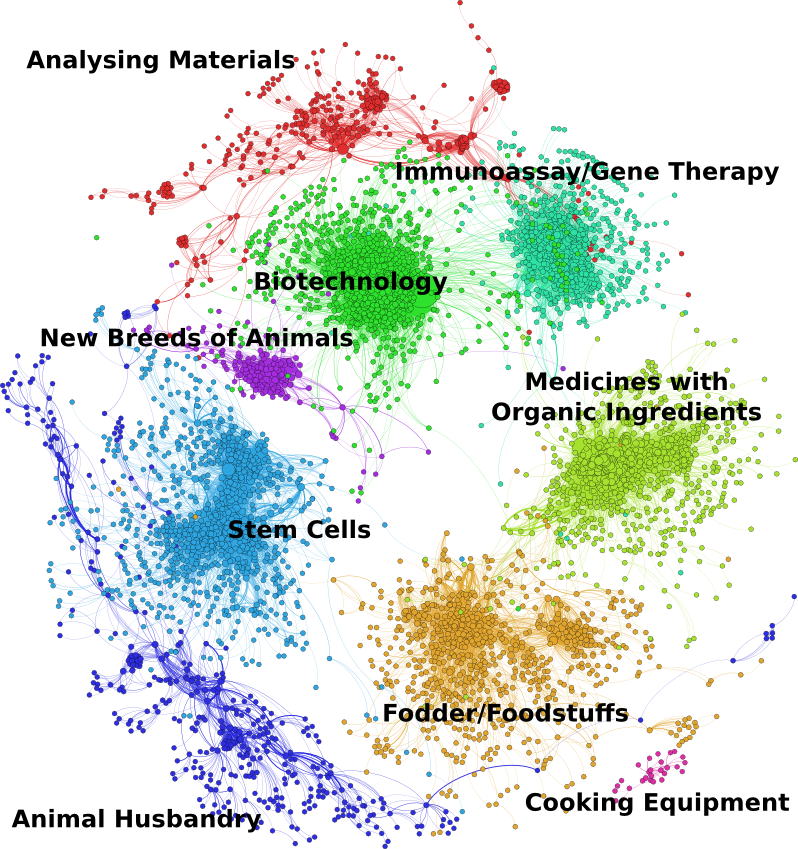 Analysing Materials
Immunoassay/Gene Therapy
Biotechnology
New Breeds of Animals
Medicines with
Organic Ingredients
Stem Cells
Fodder/Foodstuffs
Cooking Equipment
Animal Husbandry